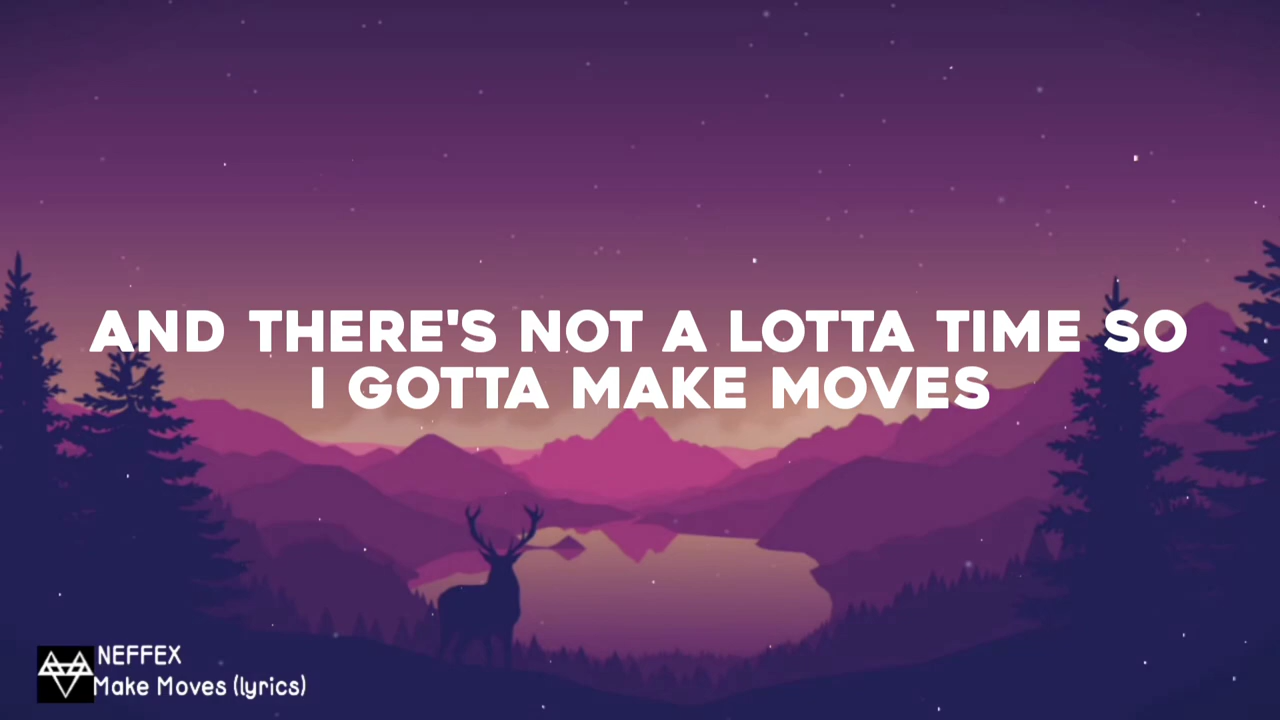 AND THERE'S NOT A LOTTA TIME SO
I GOTTA MAKE MOVES
NEFFEX
Make Moves (lyrics)